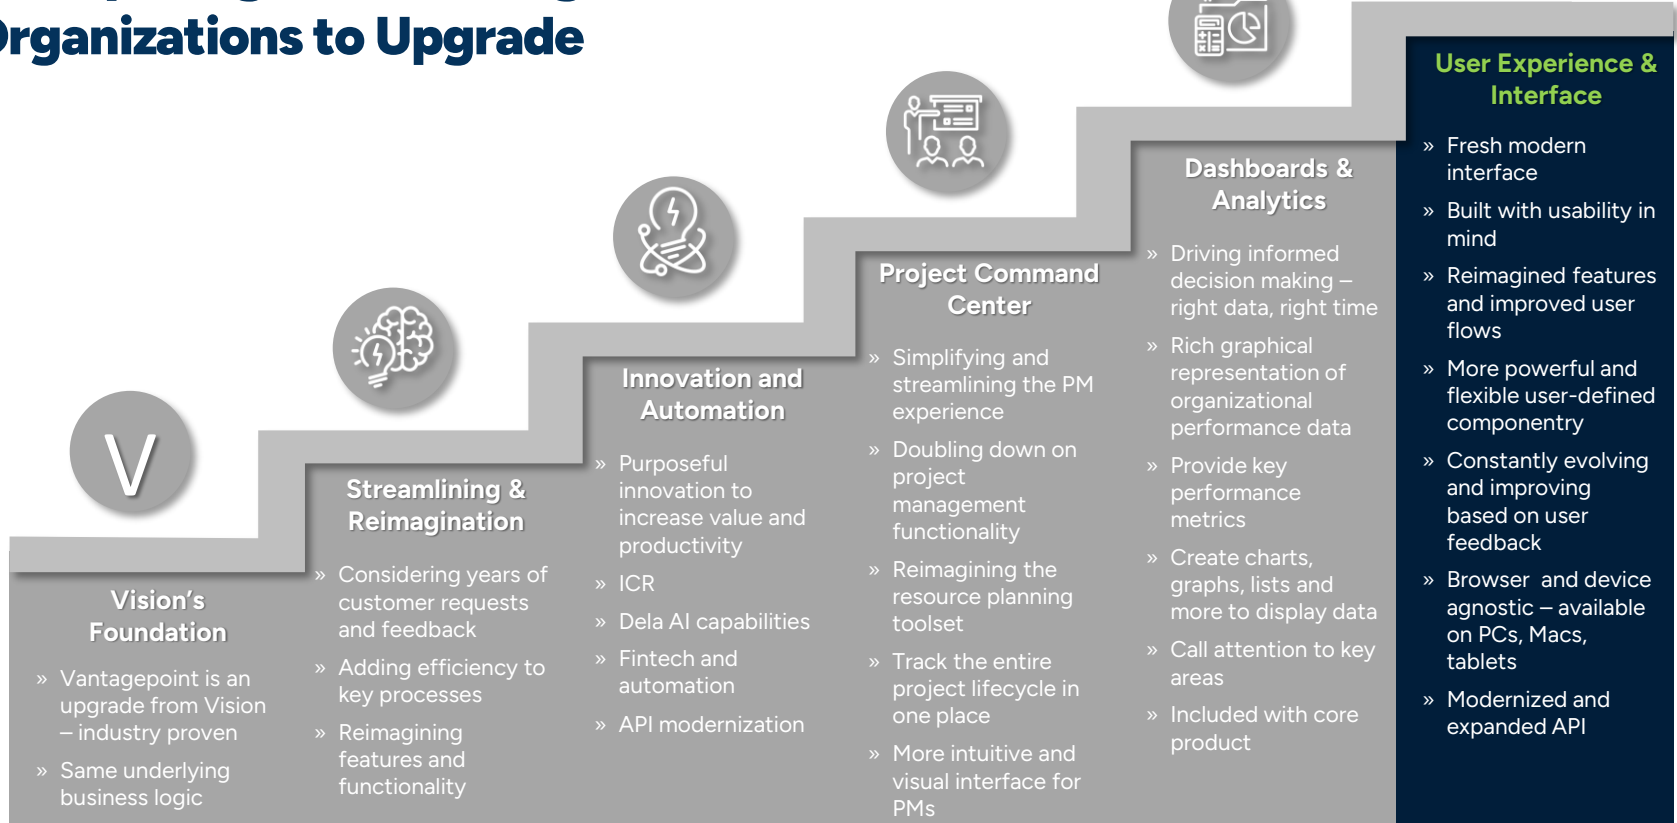 Organizations to Upgrade
V
Vision's
Foundation
» Vantagepoint is an
upgrade from Vision
– industry proven
» Same underlying
business logic
Streamlining &
Reimagination
» Considering years of
customer requests
and feedback
» Adding efficiency to
key processes
» Reimagining
features and
functionality
Innovation and
Automation
» Purposeful
innovation to
increase value and
productivity
» ICR
» Dela AI capabilities
» Fintech and
automation
» API modernization
Project Command
Center
» Simplifying and
streamlining the PM
experience
» Doubling down on
project
management
functionality
» Reimagining the
resource planning
toolset
» Track the entire
project lifecycle in
one place
» More intuitive and
visual interface for
PMs
Dashboards &
Analytics
» Driving informed
decision making –
right data, right time
» Rich graphical
representation of
organizational
performance data
» Provide key
performance
metrics
» Create charts,
graphs, lists and
more to display data
» Call attention to key
areas
» Included with core
product
User Experience &
Interface
» Fresh modern
interface
» Built with usability in
mind
» Reimagined features
and improved user
flows
» More powerful and
flexible user-defined
componentry
» Constantly evolving
and improving
based on user
feedback
» Browser and device
agnostic – available
on PCs, Macs,
tablets
» Modernized and
expanded API